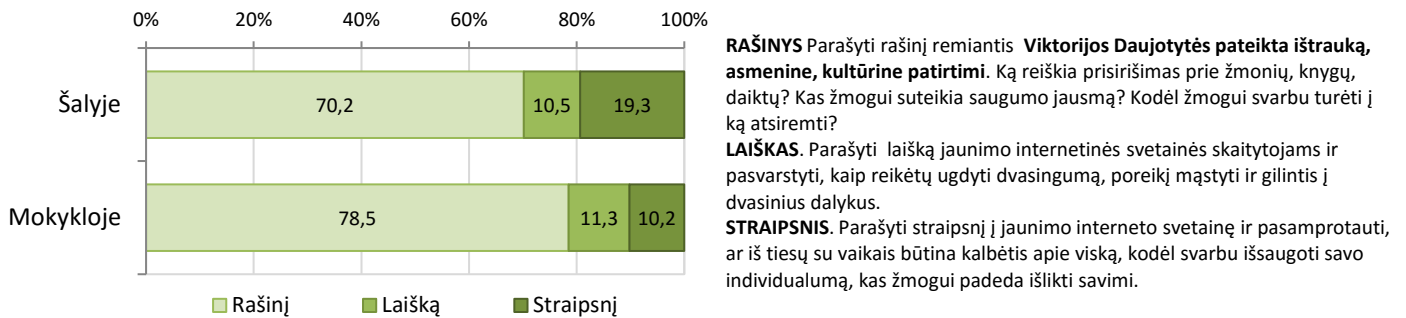 0% 20% 40% 60% 80% 100%
Šalyje 70,2 10,5 19,3
Mokykloje 78,5 11,3 10,2
Rašinį Laišką Straipsnį
RAŠINYS Parašyti rašinį remiantis Viktorijos Daujotytės pateikta ištrauką,
asmenine, kultūrine patirtimi. Ką reiškia prisirišimas prie žmonių, knygų,
daiktų? Kas žmogui suteikia saugumo jausmą? Kodėl žmogui svarbu turėti į
ką atsiremti?
LAIŠKAS. Parašyti laišką jaunimo internetinės svetainės skaitytojams ir
pasvarstyti, kaip reikėtų ugdyti dvasingumą, poreikį mąstyti ir gilintis į
dvasinius dalykus.
STRAIPSNIS. Parašyti straipsnį į jaunimo interneto svetainę ir pasamprotauti,
ar iš tiesų su vaikais būtina kalbėtis apie viską, kodėl svarbu išsaugoti savo
individualumą, kas žmogui padeda išlikti savimi.